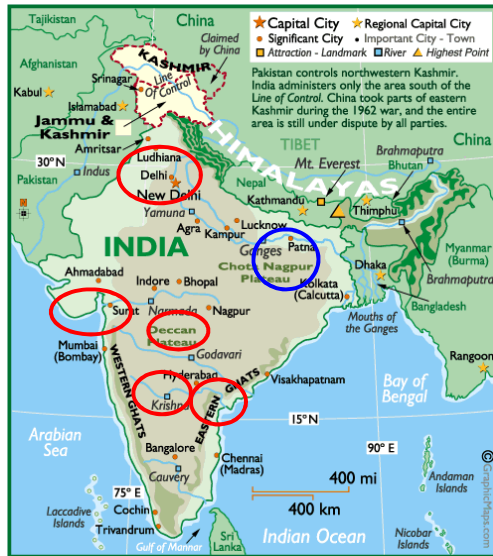 Tajikistan
China
Claimed
by China
Capital City
Regional Capital City
Significant City
Important City - Town
Attraction - Landmark
River
Highest Point
Afghanistan
KASHMIR
Line
Of Control
Srinagar
Kabul
Islamabad
Jammu &
Kashmir
Pakistan controls northwestern Kashmir.
India administers only the area south of the
Line of Control. China took parts of eastern
Kashmir during the 1962 war, and the entire
area is still under dispute by all parties.
China
Amritsar
HIMALAYAS
TIBET
Brahmaputra
Bhutan
Mt. Everest
30°N
Ludhiana
Indus
Delhi
New Delhi
Nepal
Kathmandu
Thimphu
Pakistan
Yamuna
Agra
Kampur
Lucknow
Ganges
Patna
INDIA
Chota Nagpur
Plateau
Dhaka
Myanmar
(Burma)
Brahmaputra
Ahmadabad
Indore
Bhopal
Kolkata
(Calcutta)
Bangladesh
Surat
Narmada
Nagpur
Mouths of
the Ganges
Deccan
Plateau
Mumbai
(Bombay)
Godavari
Rangoon
WESTERN GHATS
Hyderabad
EASTERN GHATS
Visakhapatnam
Krishna
Bay of
Bengal
15°N
Arabian
Sea
Bangalore
Chennai
(Madras)
90°E
Cauvery
400 mi
400 km
Andaman
Islands
75°E
Laccadive
Islands
Cochin
Trivandrum
Gulf of Mannar
Sri
Lanka
Indian Ocean
Nicobar
Islands
©GraphicMaps.com